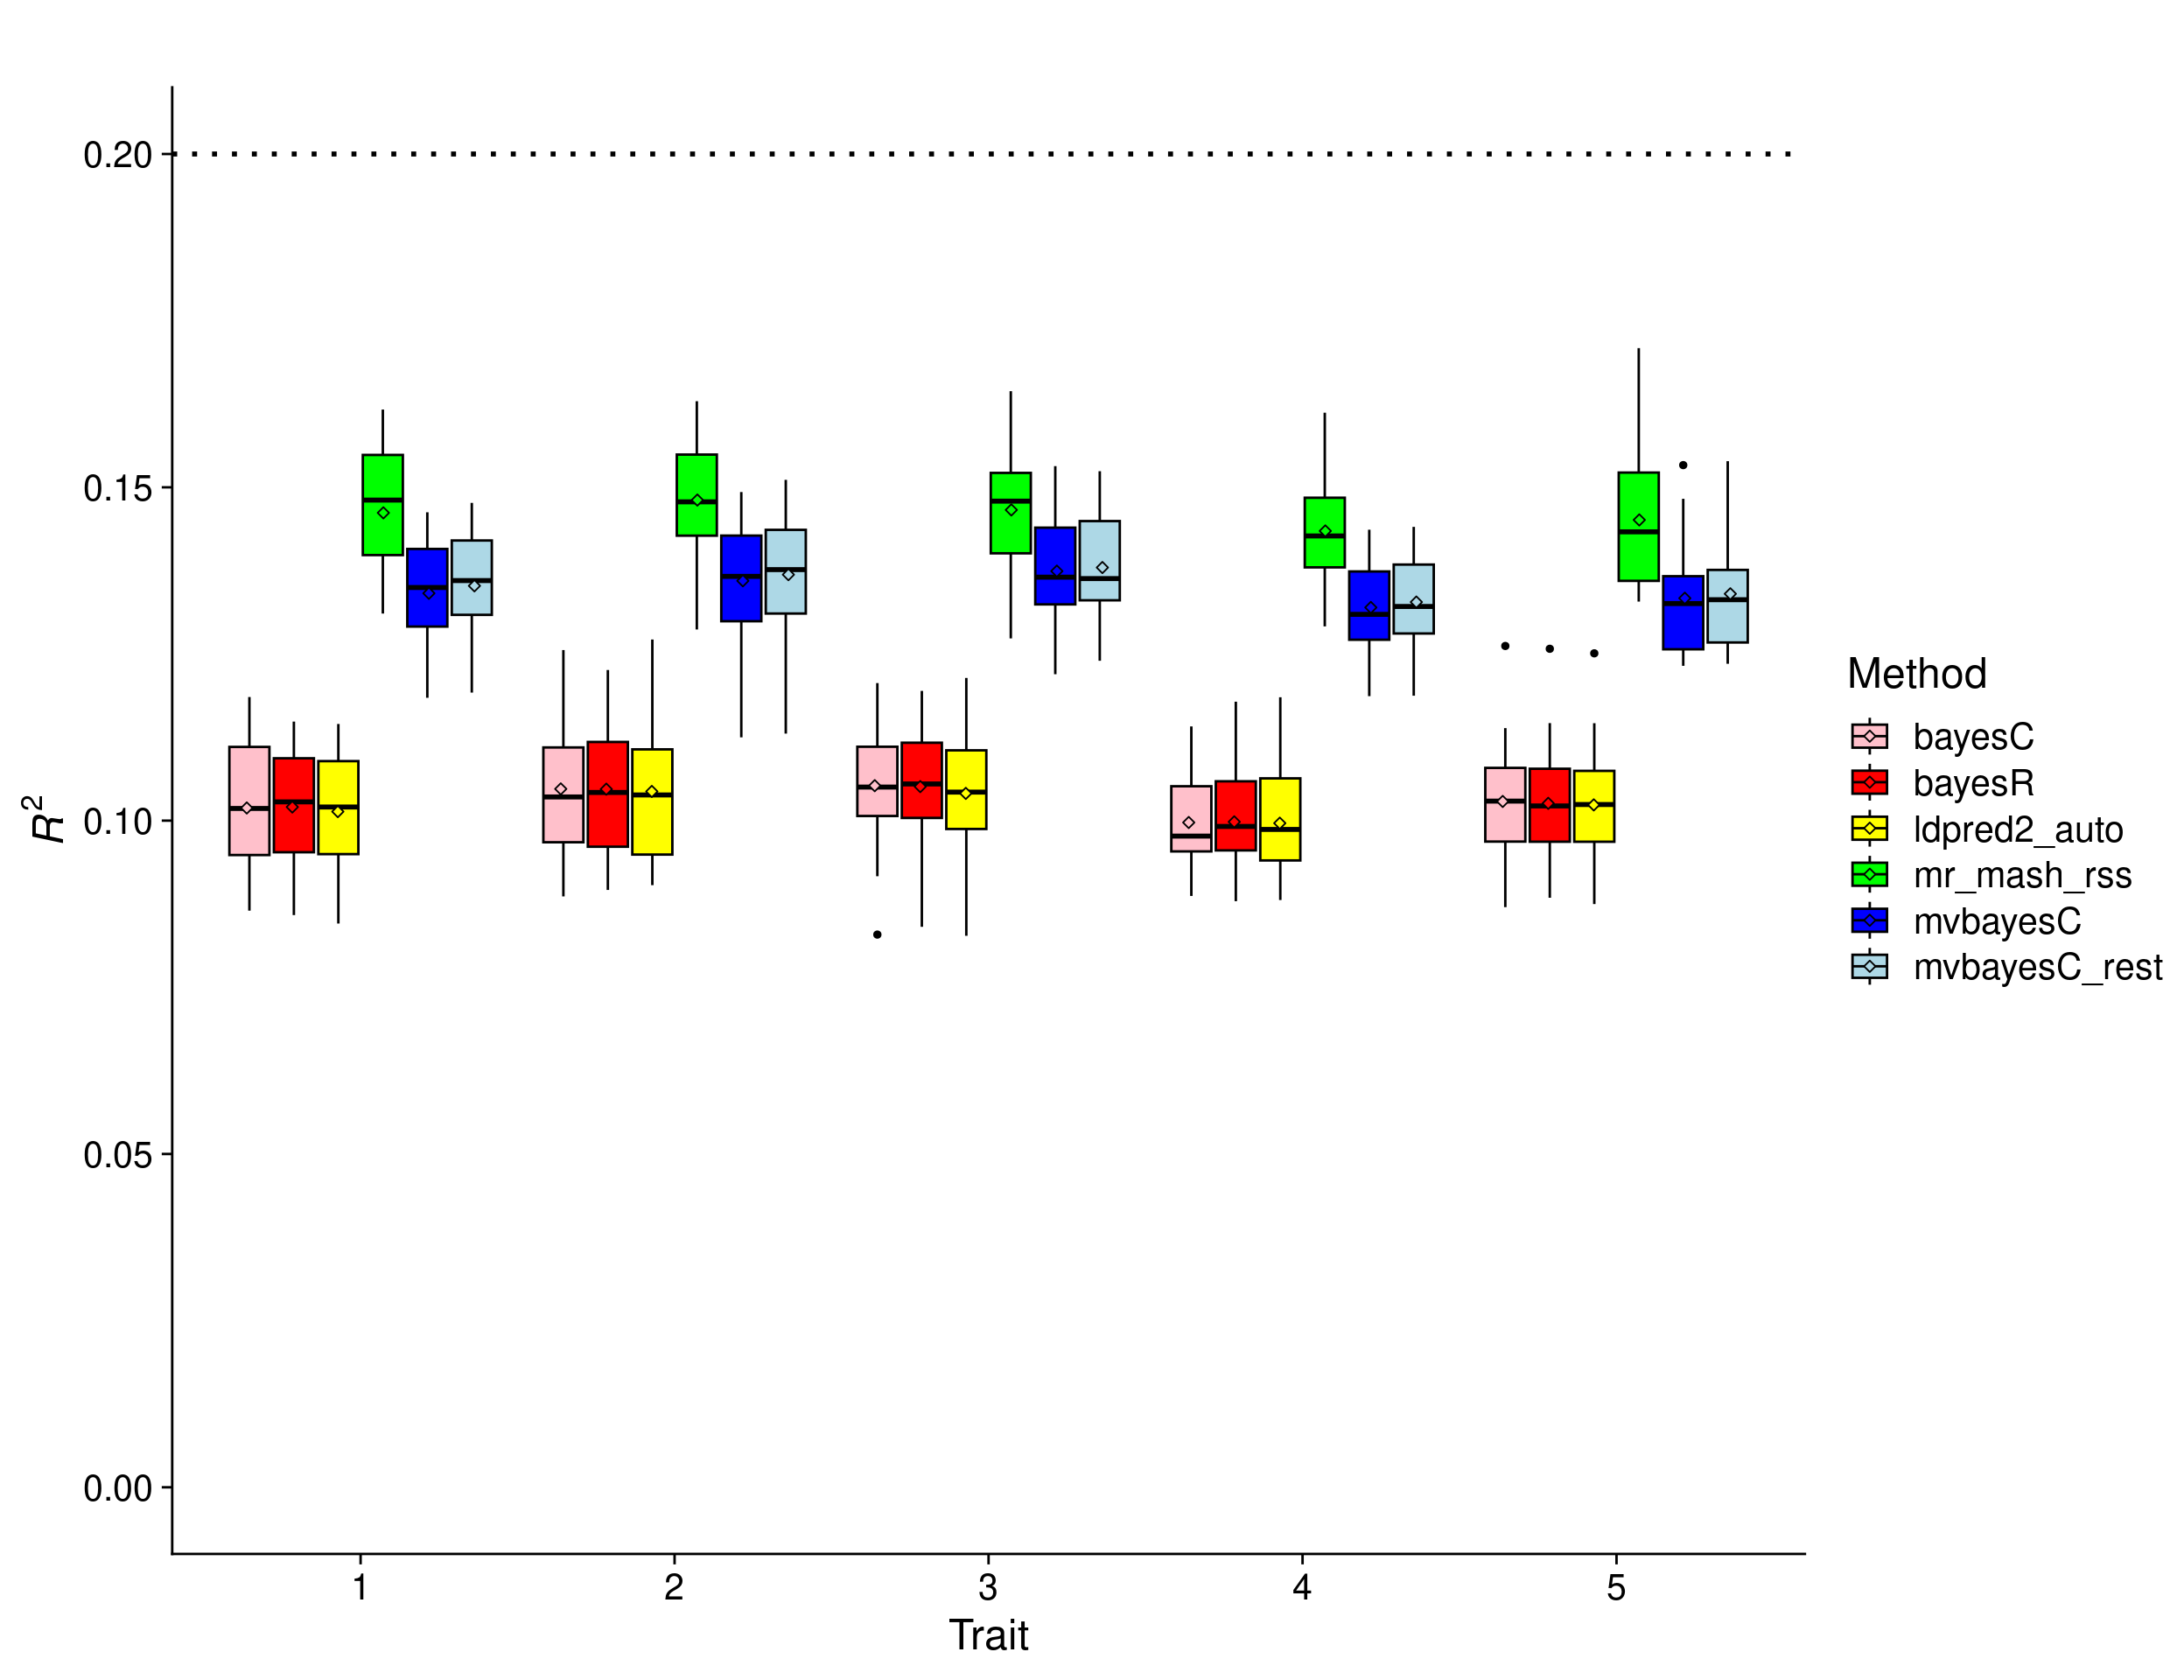 0.20
0.15
0.10
0.05
0.00
R²
1 2 3 4 5
Trait
Method
bayesC
bayesR
ldpred2_auto
mr_mash_rss
mvbayesC
mvbayesC_rest